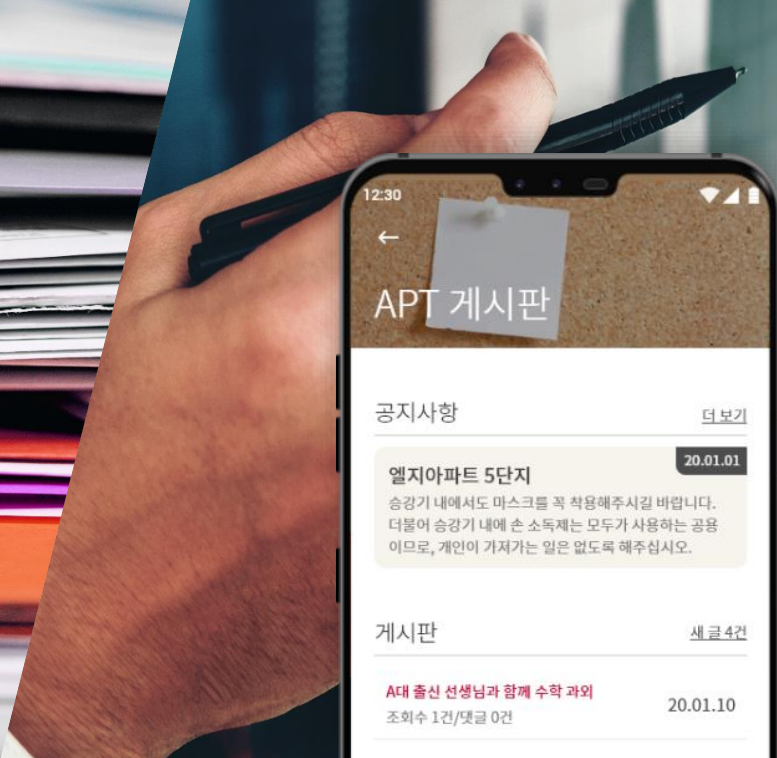 12:30
APT 게시판
공지사항
더 보기
20.01.01
엘지아파트 5단지
승강기 내에서도 마스크를 꼭 착용해주시길 바랍니다.
더불어 승강기 내에 손 소독제는 모두가 사용하는 공용
이므로, 개인이 가져가는 일은 없도록 해주십시오.
게시판
새 글 4건
A대 출신 선생님과 함께 수학 과외
조회수 1건/댓글 0건
20.01.10